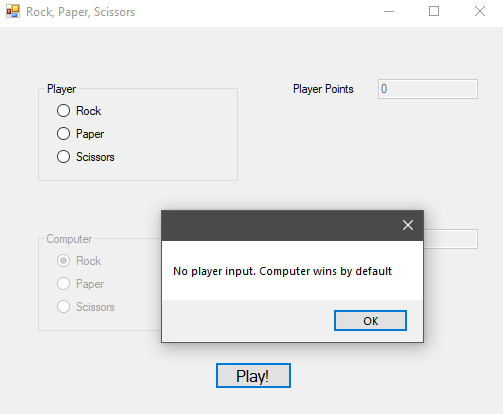 Rock, Paper, Scissors
Player
Player Points 0
Rock
Paper
Scissors
Computer
Rock
Paper
Scissors
No player input. Computer wins by default
OK
Play!